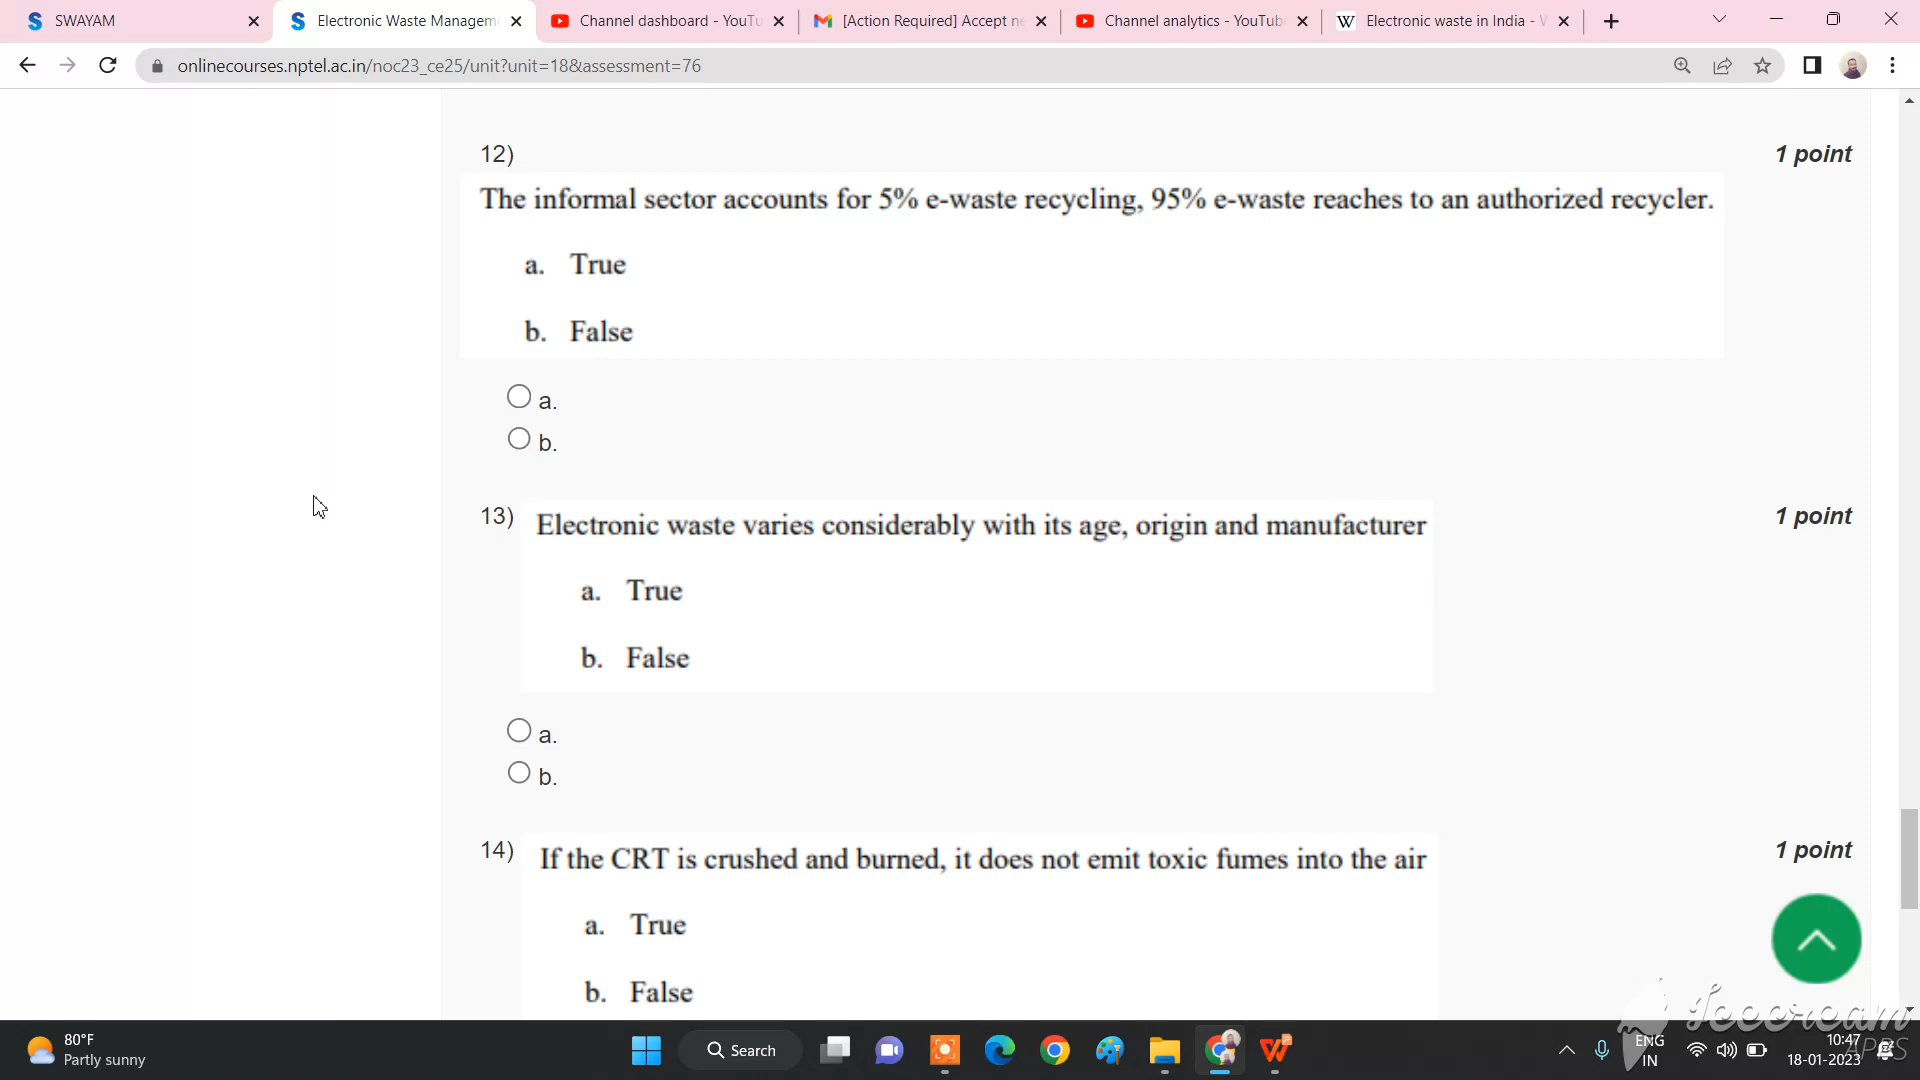 SWAYAM
Electronic Waste Managem
Channel dashboard - YouTu
[Action Required] Accept ne
Channel analytics - YouTub
W Electronic waste in India - W
onlinecourses.nptel.ac.in/noc23_ce25/unit?unit=18&assessment=76
12)
1 point
The informal sector accounts for 5% e-waste recycling, 95% e-waste reaches to an authorized recycler.
a. True
b. False
a.
b.
13)
1 point
Electronic waste varies considerably with its age, origin and manufacturer
a. True
b. False
a.
b.
14)
1 point
If the CRT is crushed and burned, it does not emit toxic fumes into the air
a. True
b. False
Icecream
APPS
80°F
Partly sunny
Search
ENG
IN
10:47
18-01-2023